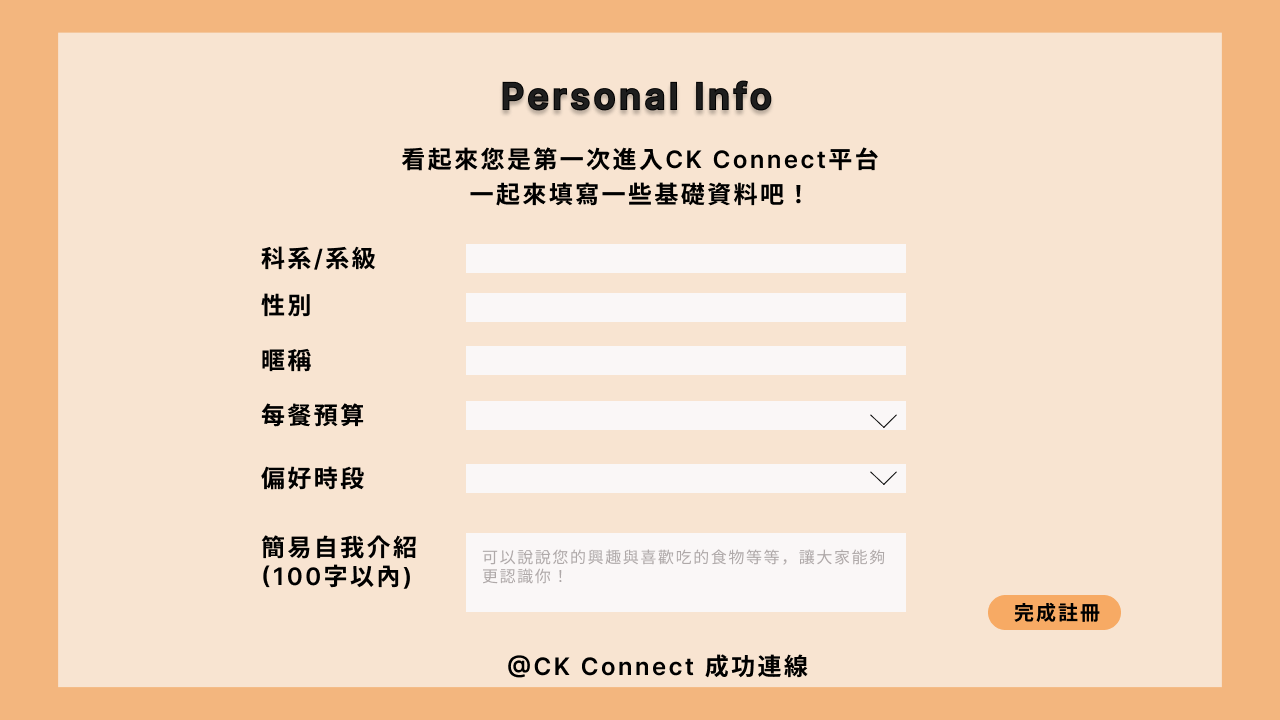 Personal Info
看起來您是第一次進入CK Connect平台
一起來填寫一些基礎資料吧！
科系/系級
性別
暱稱
每餐預算
偏好時段
簡易自我介紹
(100字以內)
可以說說您的興趣與喜歡吃的食物等等，讓大家能夠
更認識你！
完成註冊
@CK Connect 成功連線